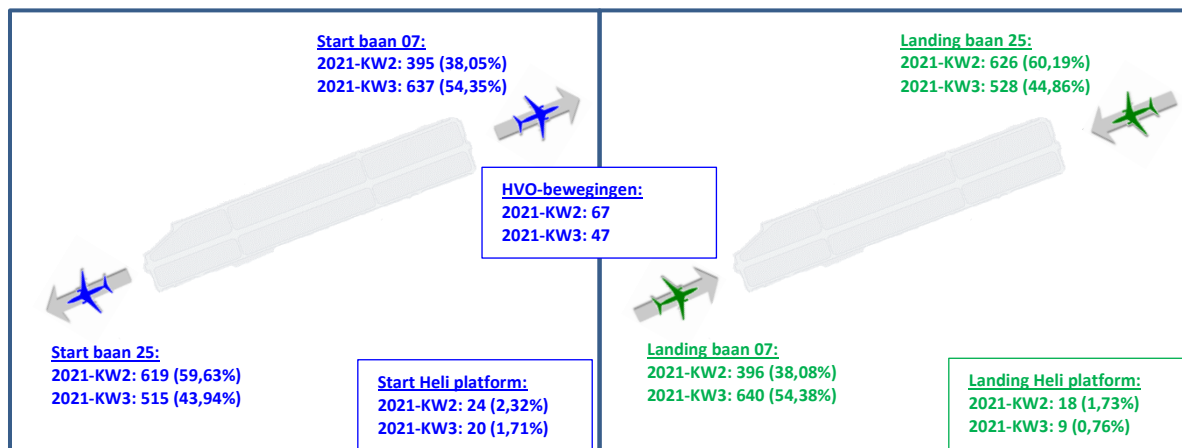 Start baan 07:
2021-KW2: 395 (38,05%)
2021-KW3: 637 (54,35%)
Landing baan 25:
2021-KW2: 626 (60,19%)
2021-KW3: 528 (44,86%)
HVO-bewegingen:
2021-KW2: 67
2021-KW3: 47
Start baan 25:
2021-KW2: 619 (59,63%)
2021-KW3: 515 (43,94%)
Start Heli platform:
2021-KW2: 24 (2,32%)
2021-KW3: 20 (1,71%)
Landing baan 07:
2021-KW2: 396 (38,08%)
2021-KW3: 640 (54,38%)
Landing Heli platform:
2021-KW2: 18 (1,73%)
2021-KW3: 9 (0,76%)